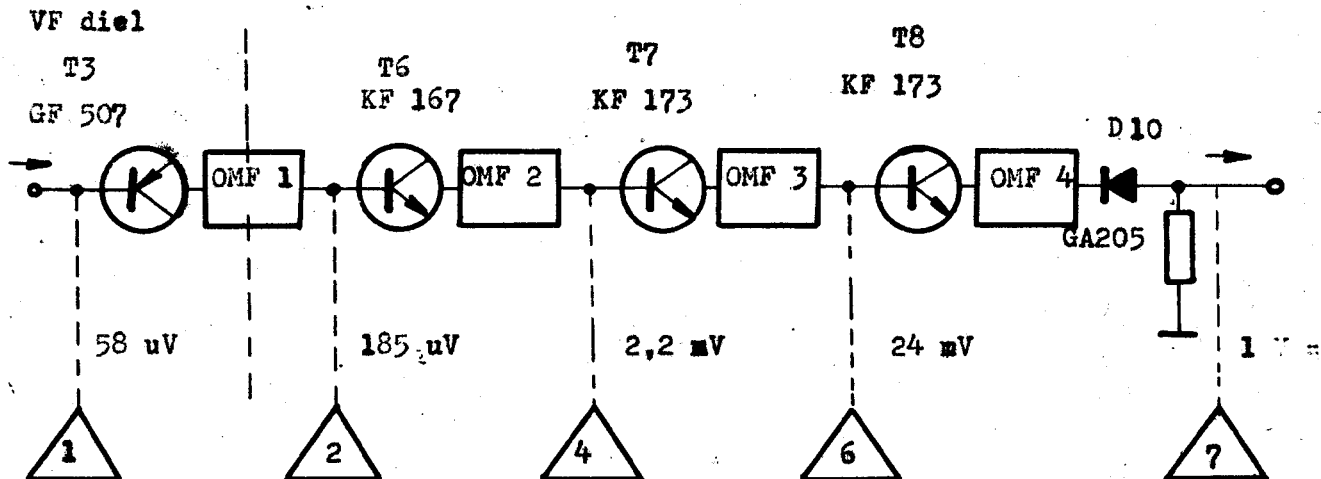 VF diel
T3
GF 507
T6
KF 167
T7
KF 173
T8
KF 173
D10
OMF 1
OMF 2
OMF 3
OMF 4
GA205
58 uV
185 uV
2,2 mV
24 mV
1
1
2
4
6
7